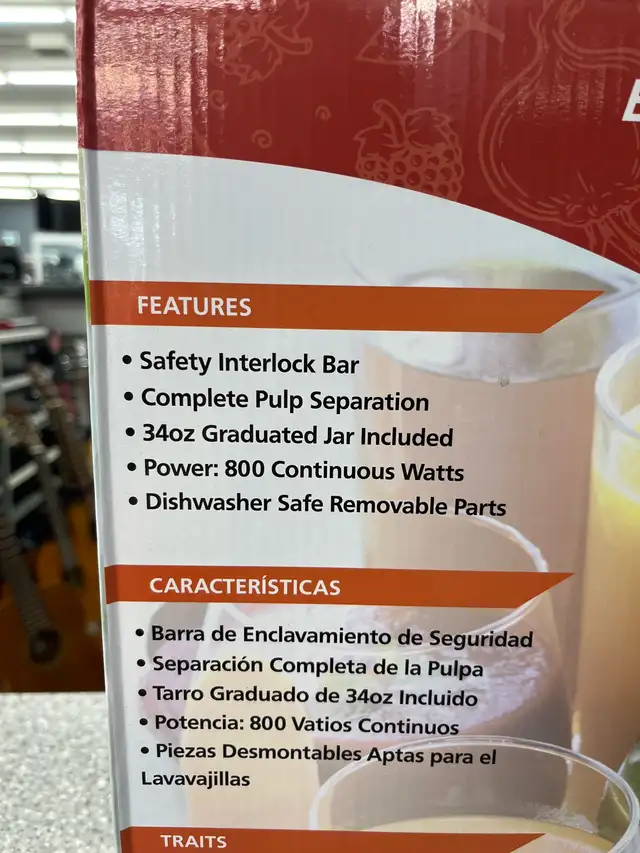 FEATURES
• Safety Interlock Bar
• Complete Pulp Separation
• 34oz Graduated Jar Included
• Power: 800 Continuous Watts
• Dishwasher Safe Removable Parts
CARACTERÍSTICAS
• Barra de Enclavamiento de Seguridad
• Separación Completa de la Pulpa
• Tarro Graduado de 34oz Incluido
• Potencia: 800 Vatios Continuos
• Piezas Desmontables Aptas para el
Lavavajillas
TRAITS